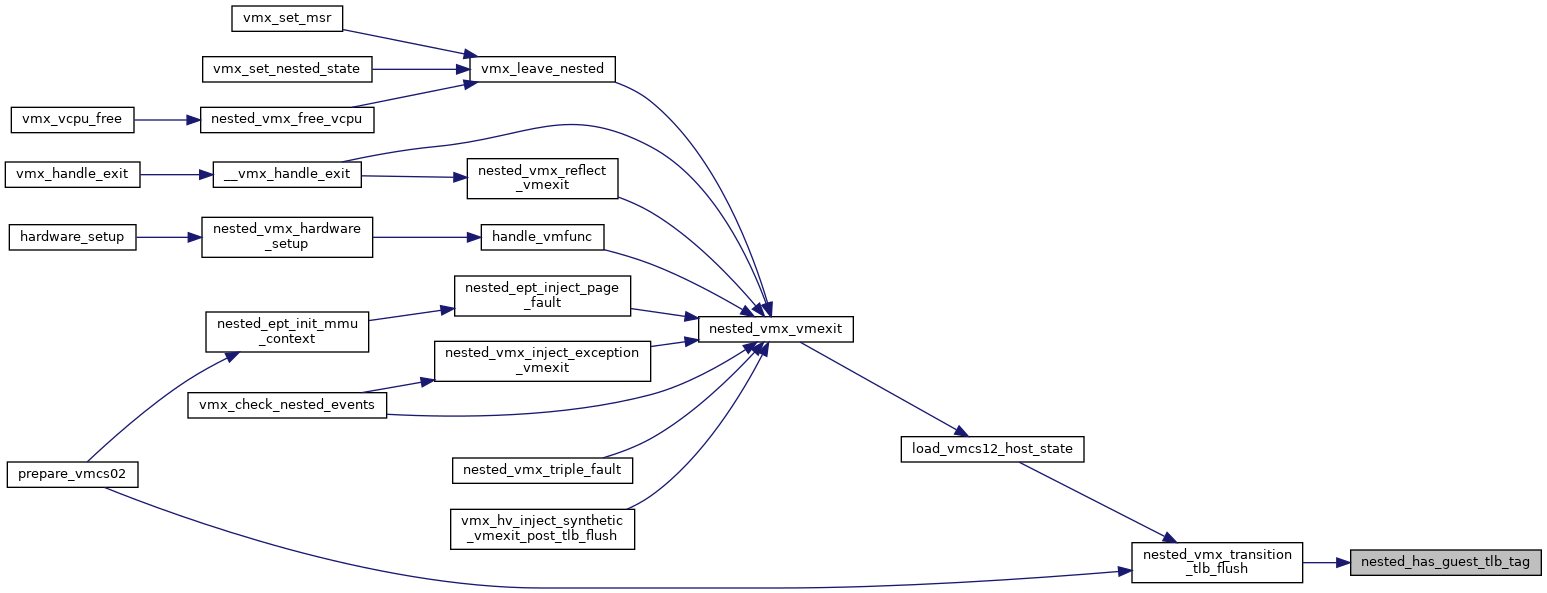 vmx_set_msr
vmx_set_nested_state
vmx_leave_nested
vmx_vcpu_free
nested_vmx_free_vcpu
vmx_handle_exit
__vmx_handle_exit
nested_vmx_reflect
_vmexit
hardware_setup
nested_vmx_hardware
_setup
handle_vmfunc
nested_ept_inject_page
_fault
nested_ept_init_mmu
_context
nested_vmx_vmexit
nested_vmx_inject_exception
_vmexit
vmx_check_nested_events
load_vmcs12_host_state
prepare_vmcs02
nested_vmx_triple_fault
vmx_hv_inject_synthetic
_vmexit_post_tlb_flush
nested_vmx_transition
_tlb_flush
nested_has_guest_tlb_tag